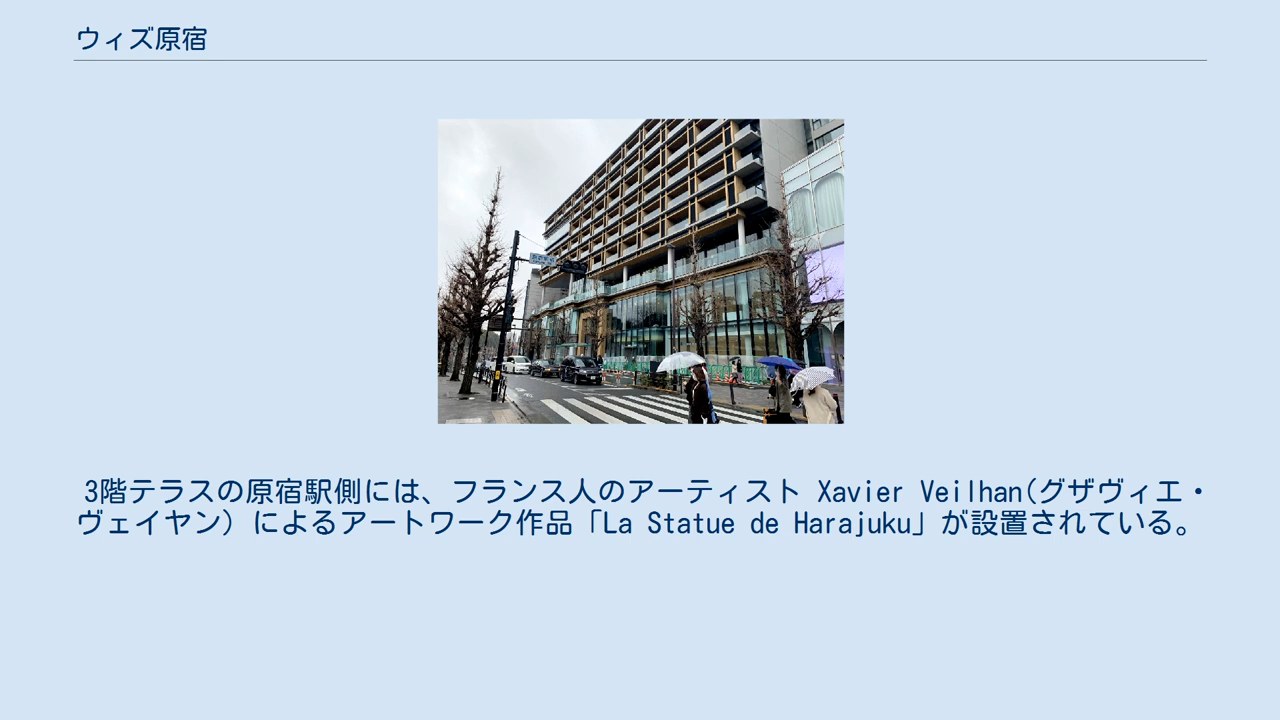 ウィズ原宿
3階テラスの原宿駅側には、フランス人のアーティスト Xavier Veilhan(グザヴィエ・
ヴェイヤン）によるアートワーク作品「La Statue de Harajuku」が設置されている。